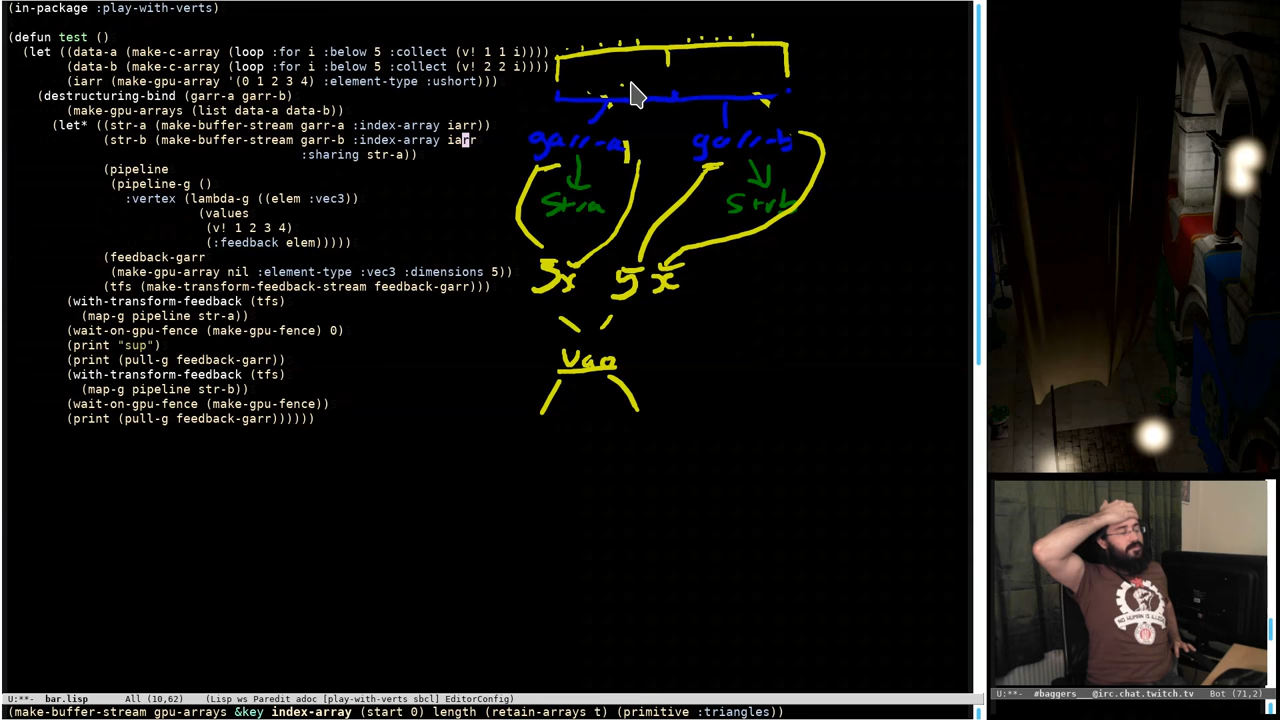 (in-package :play-with-verts)
(defun test ()
(let ((data-a (make-c-array (loop :for i :below 5 :collect (v! 1 1 i))))
(data-b (make-c-array (loop :for i :below 5 :collect (v! 2 2 i))))
(iarr (make-gpu-array '(0 1 2 3 4) :element-type :ushort)))
(destructuring-bind (garr-a garr-b)
(make-gpu-arrays (list data-a data-b))
(let* ((str-a (make-buffer-stream garr-a :index-array iarr))
(str-b (make-buffer-stream garr-b :index-array iarr
:sharing str-a))
(pipeline
(pipeline-g ()
:vertex (lambda-g ((elem :vec3))
(values
(v! 1 2 3 4)
(:feedback elem)))))
(feedback-garr
(make-gpu-array nil :element-type :vec3 :dimensions 5))
(tfs (make-transform-feedback-stream feedback-garr)))
(with-transform-feedback (tfs)
(map-g pipeline str-a))
(wait-on-gpu-fence (make-gpu-fence) 0)
(print "sup")
(print (pull-g feedback-garr))
(with-transform-feedback (tfs)
(map-g pipeline str-b))
(wait-on-gpu-fence (make-gpu-fence))
(print (pull-g feedback-garr))))))
garr-a garr-b
Stra Strb
5x 5x
Vao
NO HUMAN IS ILLEGAL
U:**- bar.lisp All (10,62) (Lisp ws Paredit adoc [play-with-verts sbcl] EditorConfig)
U:**- #baggers __@irc.chat.twitch.tv Bot (71,2)
(make-buffer-stream gpu-arrays &key index-array (start 0) length (retain-arrays t) (primitive :triangles))